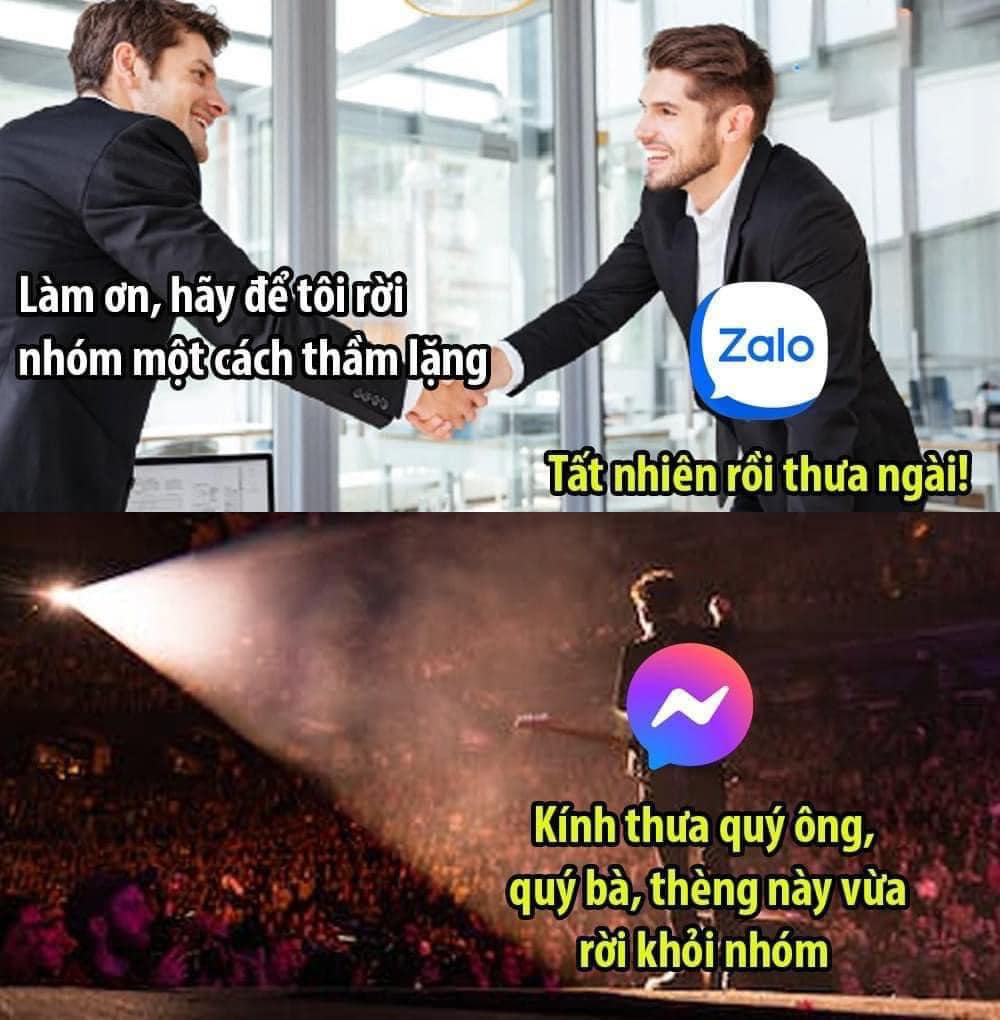 Làm ơn, hãy để tôi rời
nhóm một cách thầm lặng
Zalo
Tất nhiên rồi thưa ngài!
Kính thưa quý ông,
quý bà, thèng này vừa
rời khỏi nhóm